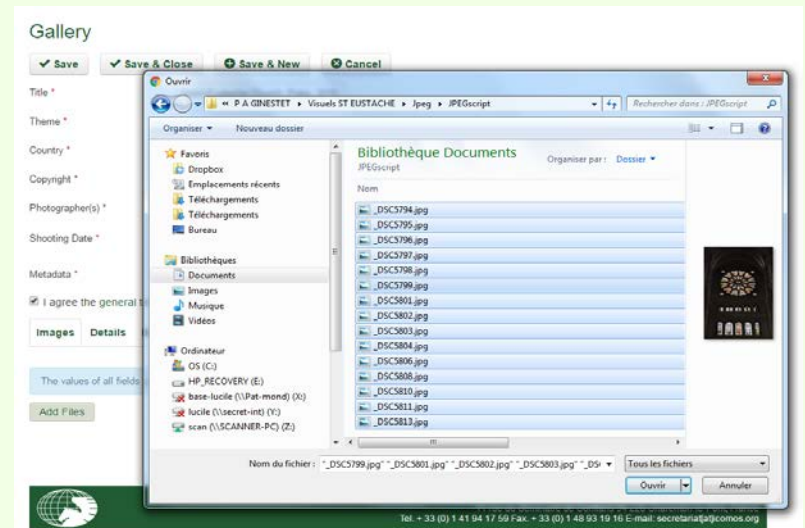 Gallery
Save Save & Close Save & New Cancel
Title *
Theme *
Country *
Copyright *
Photographer(s) *
Shooting Date *
Metadata *
I agree the general
Images Details
The values of all fields
Add Files
Ouvrir
« P A GINESTET ▸ Visuels ST EUSTACHE ▸ Jpeg ▸ JPEGscript
Rechercher dans : JPEGscript
Organiser Nouveau dossier
Favoris
Dropbox
Emplacements récents
Téléchargements
Téléchargements
Bureau
Bibliothèques
Documents
Images
Musique
Vidéos
Ordinateur
OS (C:)
HP_RECOVERY (E:)
base-lucile (\\Pat-mond) (X:)
lucile (\\secret-int) (Y:)
scan (\\SCANNER-PC) (Z:)
Bibliothèque Documents
JPEGscript
Organiser par : Dossier
Nom
_DSC5794.jpg
_DSC5795.jpg
_DSC5796.jpg
_DSC5797.jpg
_DSC5798.jpg
_DSC5799.jpg
_DSC5801.jpg
_DSC5802.jpg
_DSC5803.jpg
_DSC5804.jpg
_DSC5806.jpg
_DSC5808.jpg
_DSC5810.jpg
_DSC5811.jpg
_DSC5813.jpg
Nom du fichier : "_DSC5799.jpg" "_DSC5801.jpg" "_DSC5802.jpg" "_DSC5803.jpg" "_DS
Tous les fichiers
Ouvrir Annuler
Tel. + 33 (0) 1 41 94 17 59 Fax. + 33 (0) 1 48 93 19 16 E-mail: secretariat[at]icomos.org